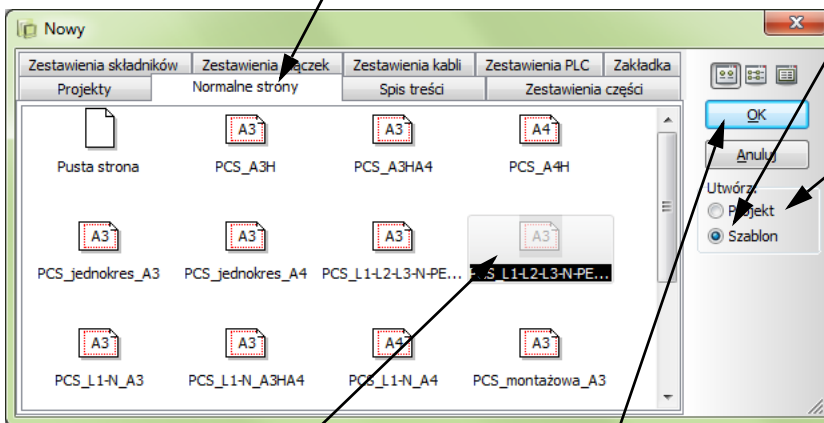 Nowy
Zestawienia składników Zestawienia złączek Zestawienia kabli Zestawienia PLC Zakładka
Projekty Normalne strony Spis treści Zestawienia części
A3 A3 A4
Pusta strona PCS_A3H PCS_A3HA4 PCS_A4H
A3 A3 A3 A3
PCS_jednokres_A3 PCS_jednokres_A4 PCS_L1-L2-L3-N-PE... PCS_L1-L2-L3-N-PE...
A3 A3 A4 A3
PCS_L1-N_A3 PCS_L1-N_A3HA4 PCS_L1-N_A4 PCS_montażowa_A3
OK
Anuluj
Utwórz:
Projekt
Szablon